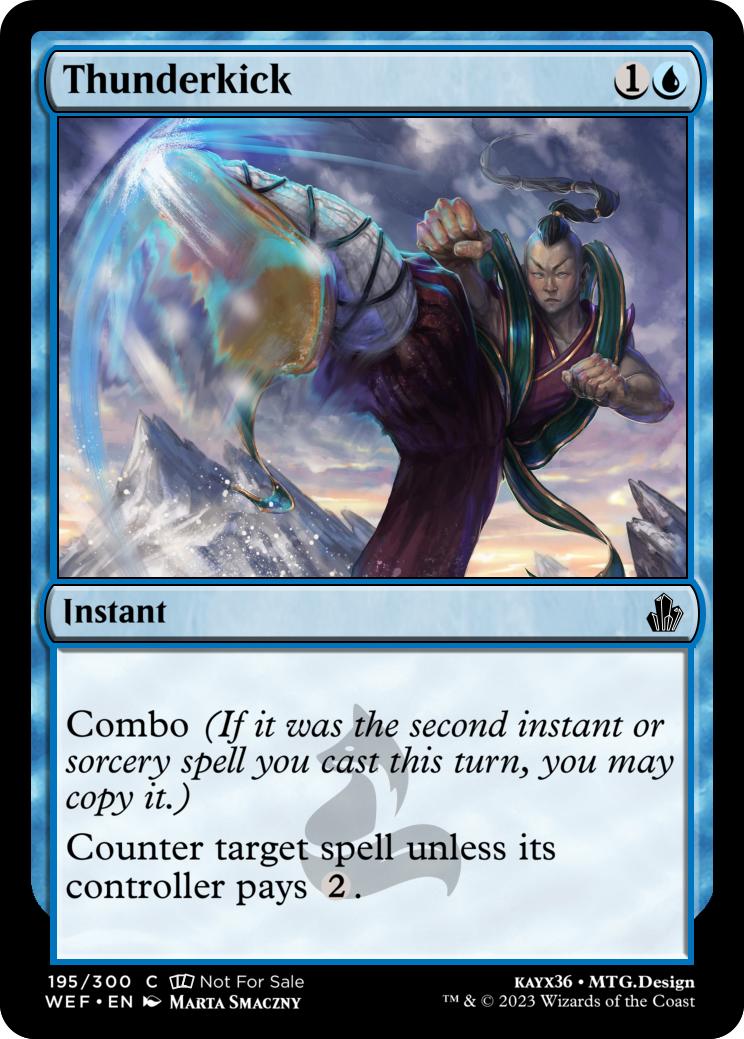 Thunderkick 1
Instant
Combo (If it was the second instant or
sorcery spell you cast this turn, you may
copy it.)
Counter target spell unless its
controller pays 2.
195/300 C Not For Sale
WEF • EN Marta Smaczny
KAYX36 • MTG.Design
™ & © 2023 Wizards of the Coast